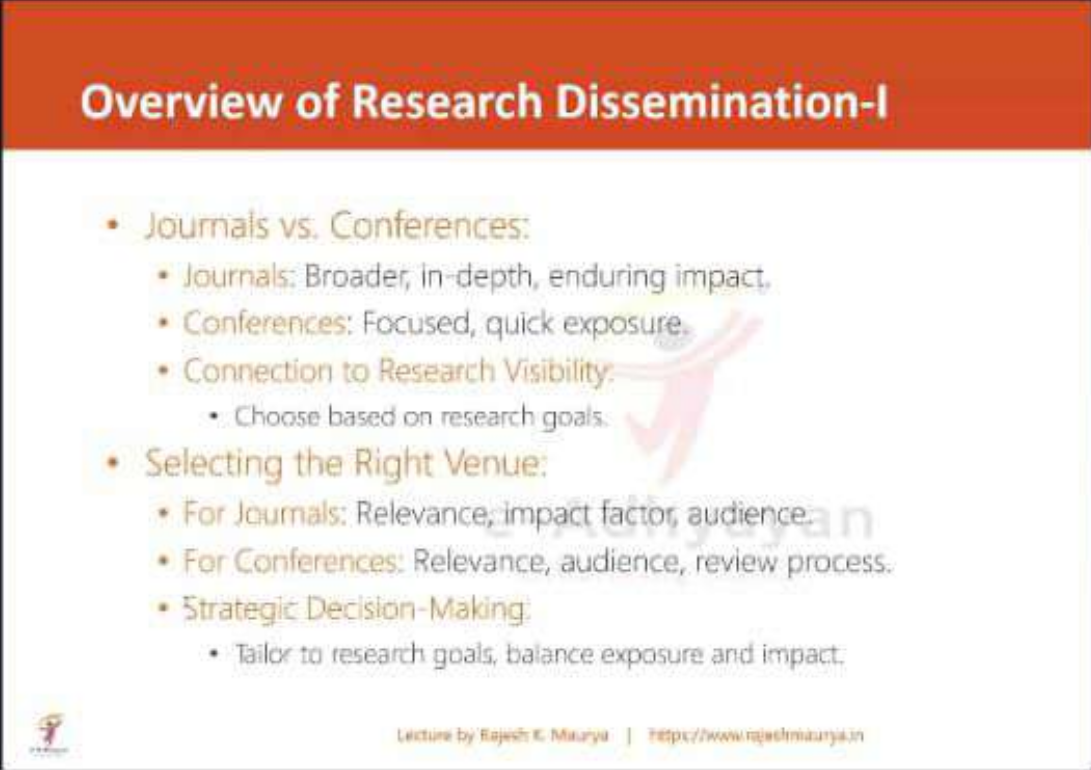 Overview of Research Dissemination-I
• Journals vs. Conferences:
• Journals: Broader, in-depth, enduring impact.
• Conferences: Focused, quick exposure.
• Connection to Research Visibility:
• Choose based on research goals.
• Selecting the Right Venue:
• For Journals: Relevance, impact factor, audience.
• For Conferences: Relevance, audience, review process.
• Strategic Decision-Making:
• Tailor to research goals, balance exposure and impact.
e-Adhyayan
Lecture by Rajesh K. Maurya | https://www.rajeshmaurya.in